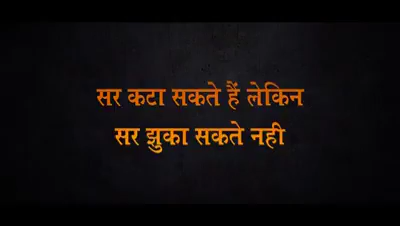 सर कटा सकते हैं लेकिन
सर झुका सकते नही